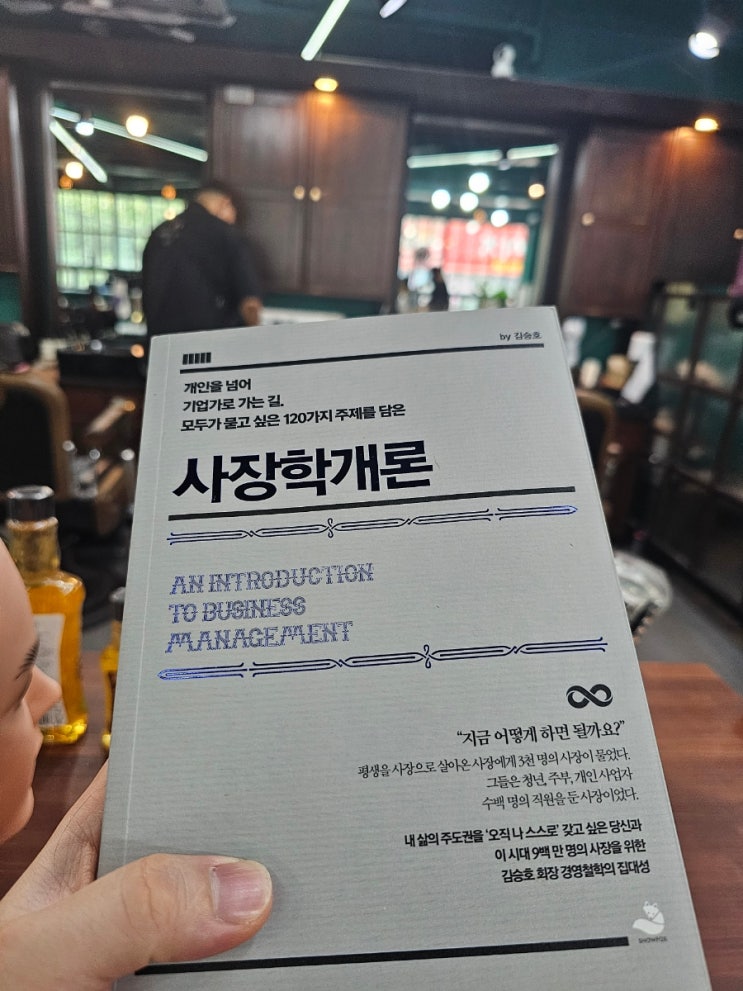 by 김승호
개인을 넘어
기업가로 가는 길.
모두가 묻고 싶은 120가지 주제를 담은
사장학개론
AN INTRODUCTION
TO BUSINESS
MANAGEMENT
“지금 어떻게 하면 될까요?”
평생을 사장으로 살아온 사장에게 3천 명의 사장이 물었다.
그들은 청년, 주부, 개인 사업자
수백 명의 직원을 둔 사장이었다.
내 삶의 주도권을 ‘오직 나 스스로’ 갖고 싶은 당신과
이 시대 9백 만 명의 사장을 위한
김승호 회장 경영철학의 집대성
SNOWFOX